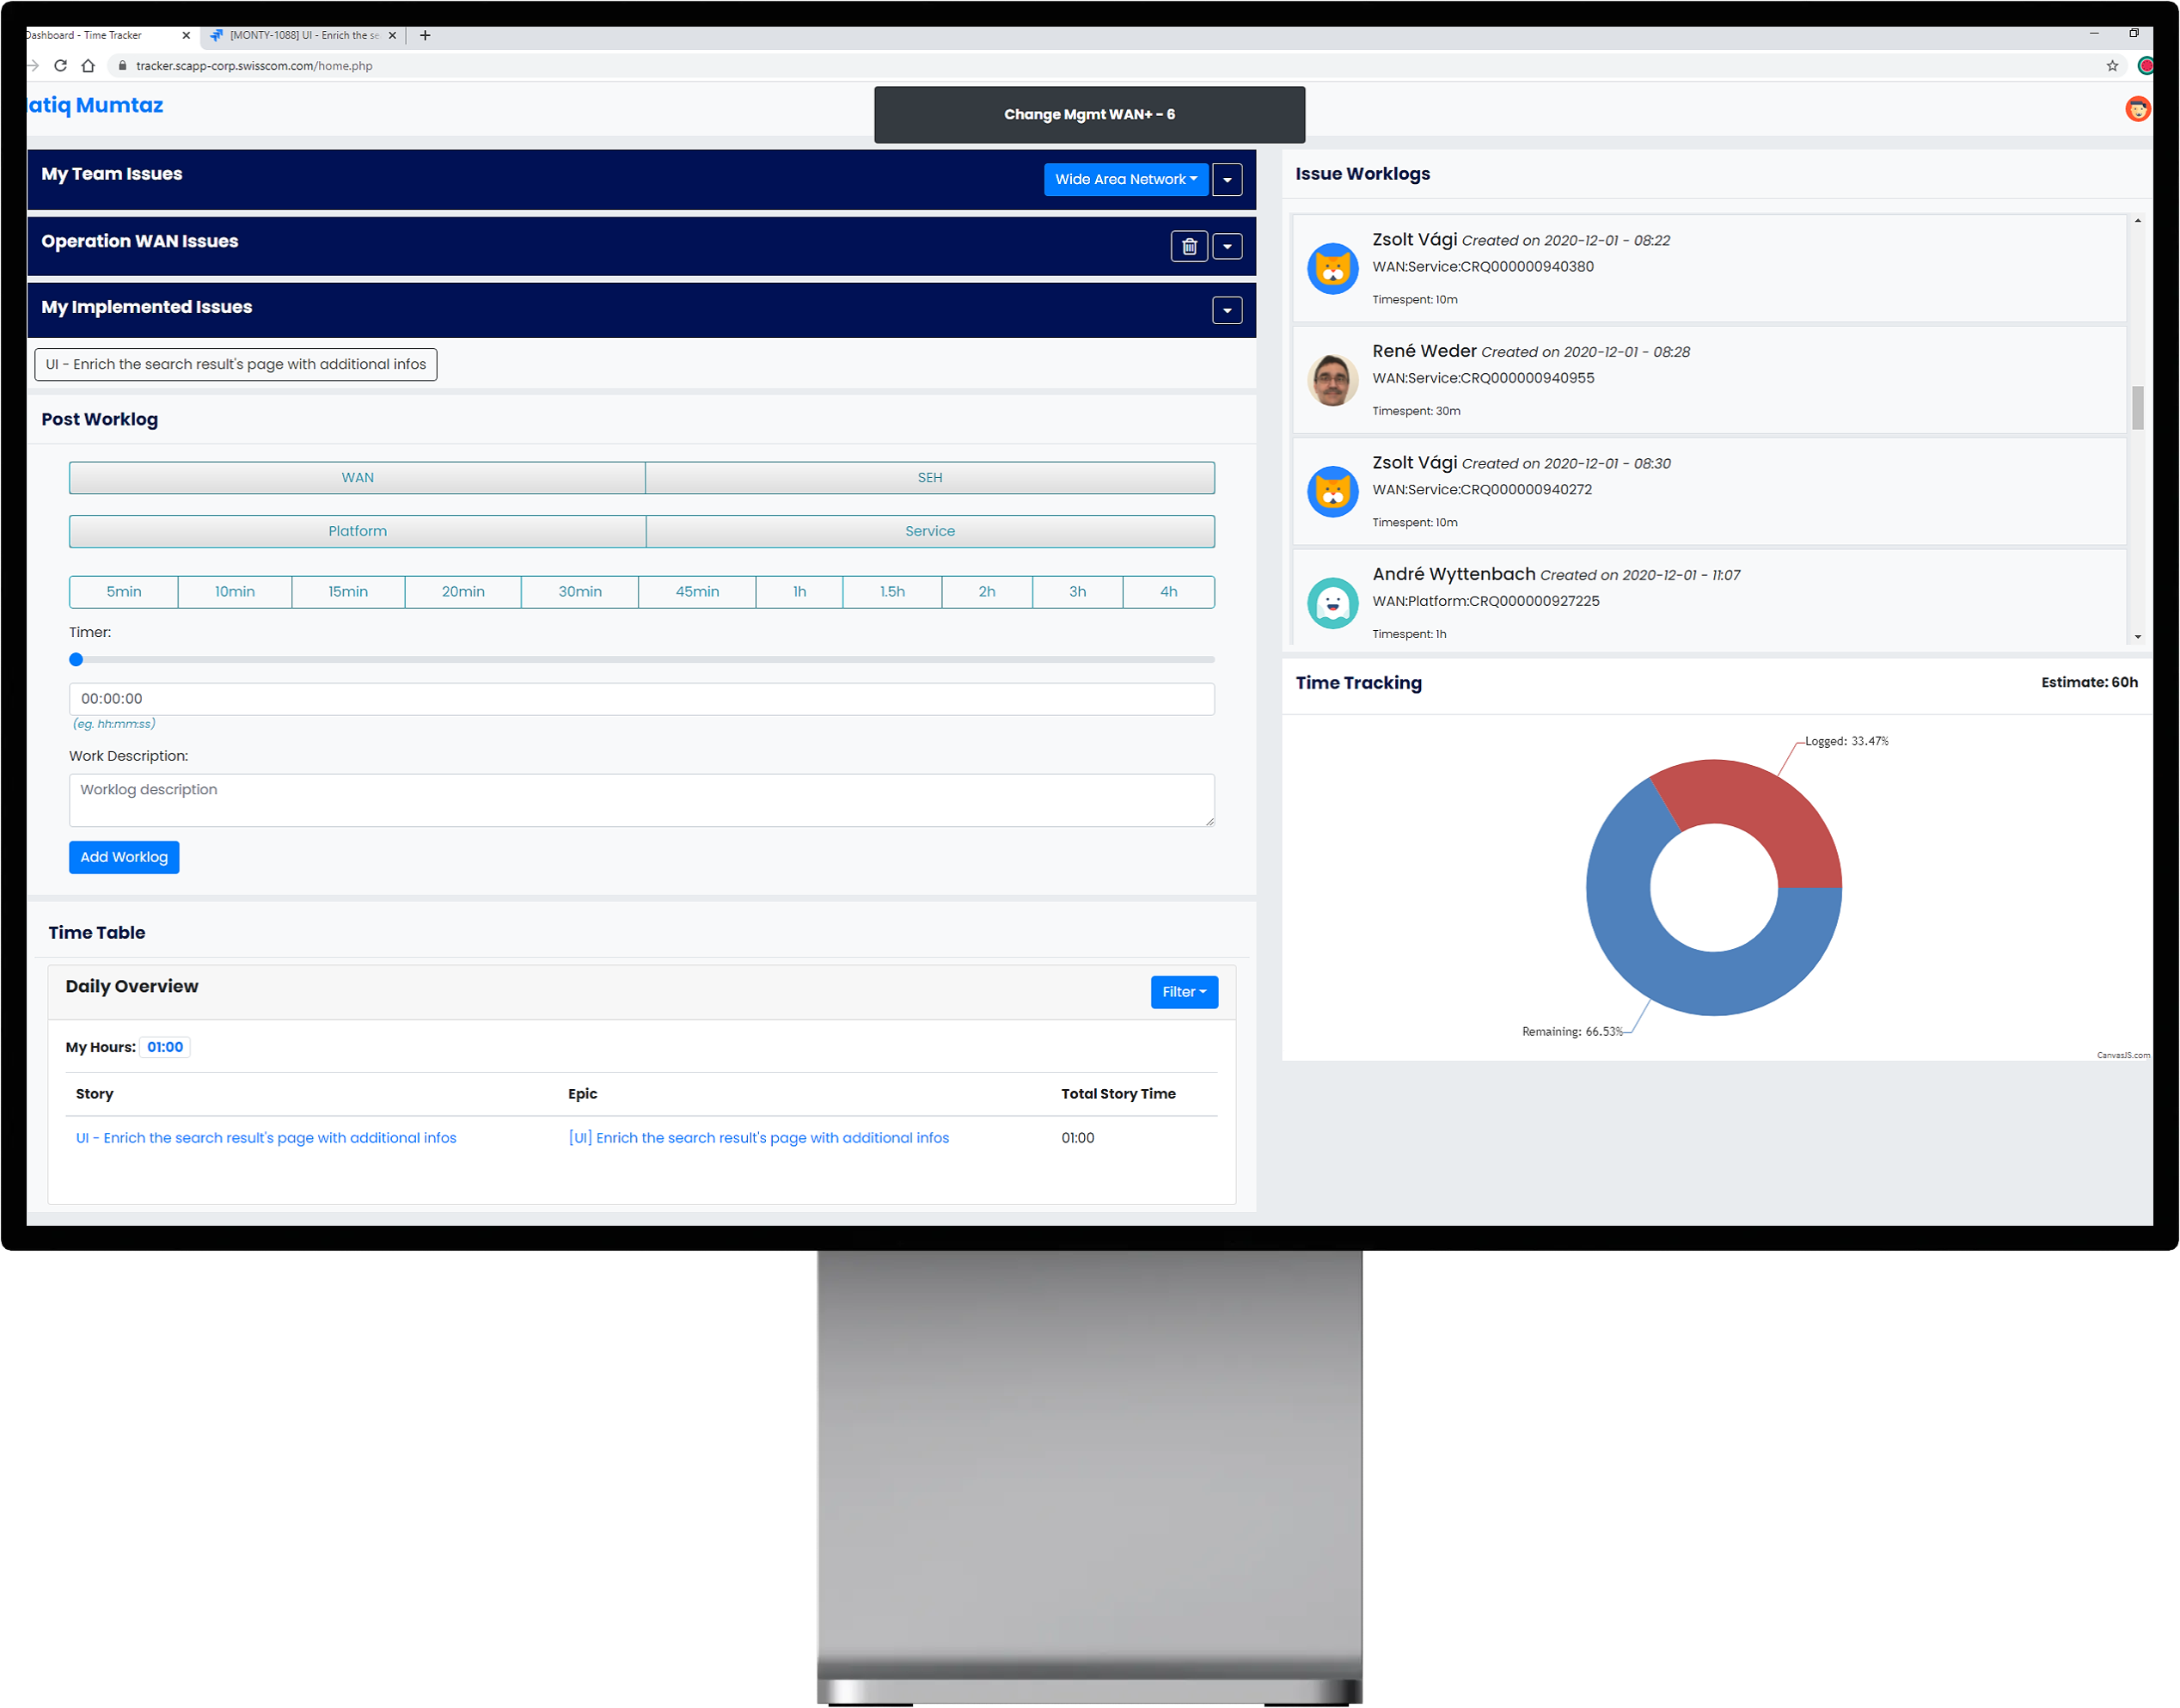 Dashboard - Time Tracker
[MONTY-1088] UI - Enrich the se
tracker.scapp-corp.swisscom.com/home.php
atiq Mumtaz
Change Mgmt WAN+ - 6
My Team Issues
Wide Area Network
Operation WAN Issues
My Implemented Issues
UI - Enrich the search result's page with additional infos
Post Worklog
WAN
SEH
Platform
Service
5min
10min
15min
20min
30min
45min
1h
1.5h
2h
3h
4h
Timer:
00:00:00
(eg. hh:mm:ss)
Work Description:
Worklog description
Add Worklog
Time Table
Daily Overview
Filter
My Hours: 01:00
Story
Epic
Total Story Time
UI - Enrich the search result's page with additional infos
[UI] Enrich the search result's page with additional infos
01:00
Issue Worklogs
Zsolt Vági Created on 2020-12-01 - 08:22
WAN:Service:CRQ000000940380
Timespent: 10m
René Weder Created on 2020-12-01 - 08:28
WAN:Service:CRQ000000940955
Timespent: 30m
Zsolt Vági Created on 2020-12-01 - 08:30
WAN:Service:CRQ000000940272
Timespent: 10m
André Wyttenbach Created on 2020-12-01 - 11:07
WAN:Platform:CRQ000000927225
Timespent: 1h
Time Tracking
Estimate: 60h
Logged: 33.47%
Remaining: 66.53%
CanvasJS.com